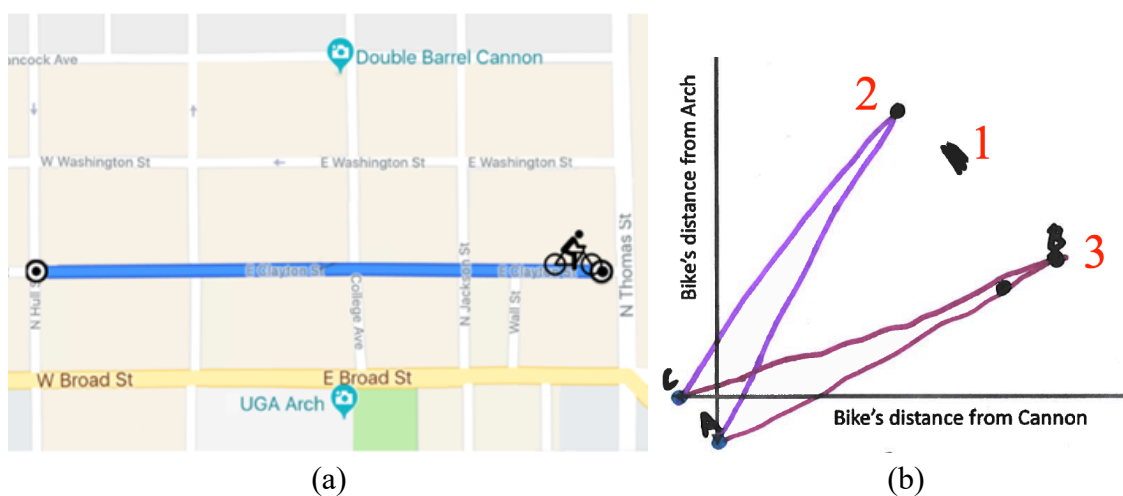 ncock Ave
Double Barrel Cannon
W Washington St
E Washington St
E Washington St
E Clayton St
E Clayton St
N Hull S
College Ave
N Jackson St
Wall St
N Thomas St
W Broad St
E Broad St
UGA Arch
(a)
Bike's distance from Arch
2
1
B
3
C
A
Bike's distance from Cannon
(b)